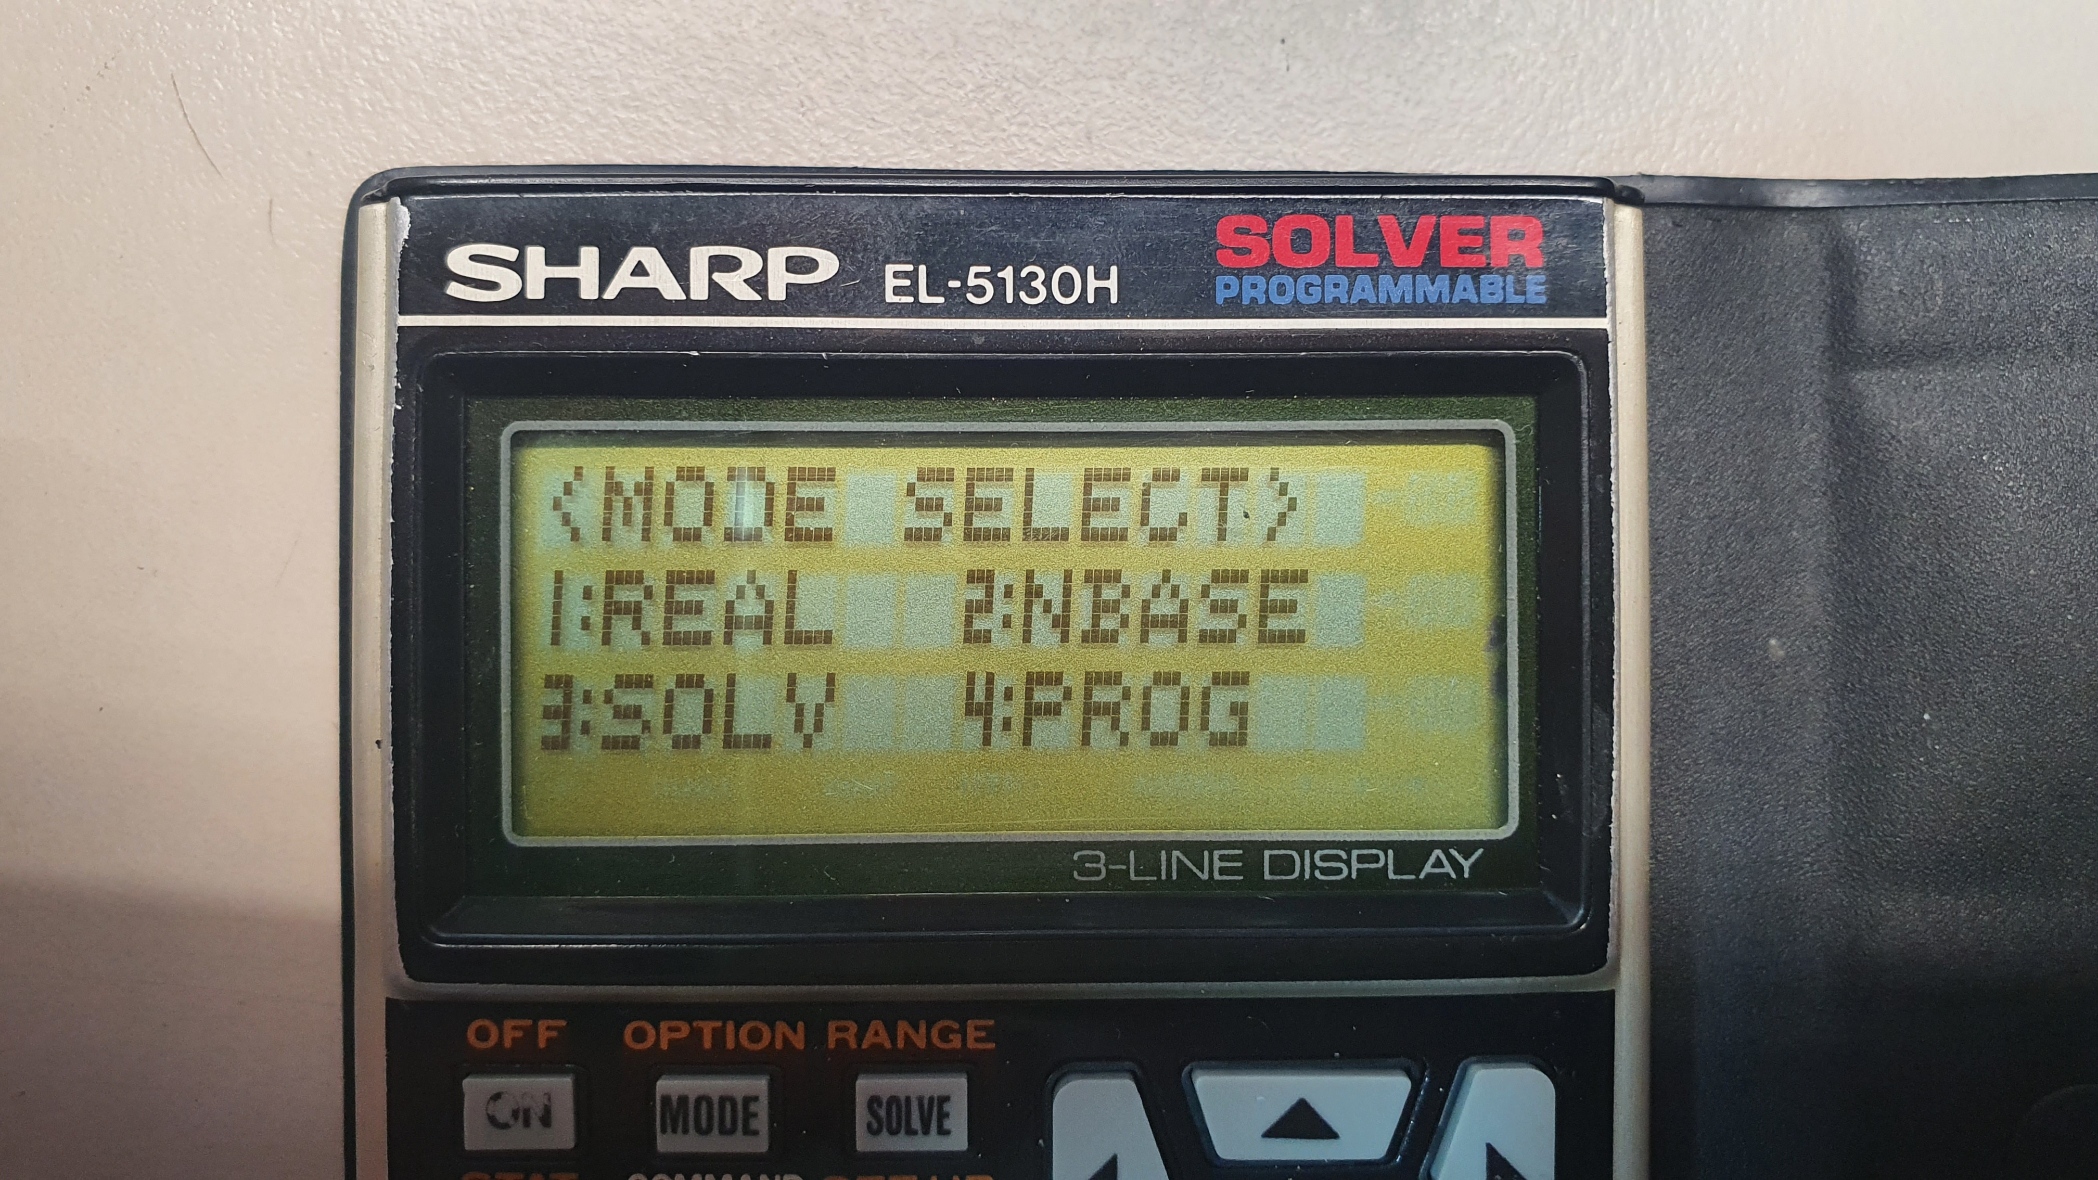 SHARP EL-5130H SOLVER
PROGRAMMABLE
<MODE SELECT>
1:REAL 2:NBASE
3:SOLV 4:PROG
3-LINE DISPLAY
OFF OPTION RANGE
ON MODE SOLVE